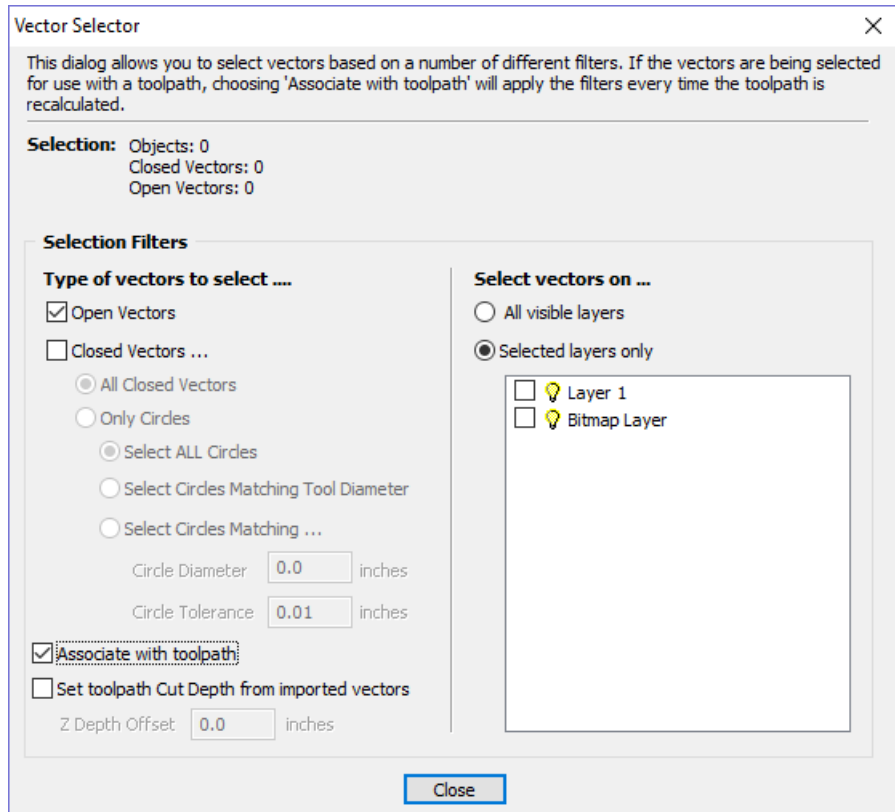 Vector Selector
This dialog allows you to select vectors based on a number of different filters. If the vectors are being selected
for use with a toolpath, choosing 'Associate with toolpath' will apply the filters every time the toolpath is
recalculated.
Selection: Objects: 0
Closed Vectors: 0
Open Vectors: 0
Selection Filters
Type of vectors to select ....
Open Vectors
Closed Vectors ...
All Closed Vectors
Only Circles
Select ALL Circles
Select Circles Matching Tool Diameter
Select Circles Matching ...
Circle Diameter 0.0 inches
Circle Tolerance 0.01 inches
Associate with toolpath
Set toolpath Cut Depth from imported vectors
Z Depth Offset 0.0 inches
Select vectors on ...
All visible layers
Selected layers only
Layer 1
Bitmap Layer
Close